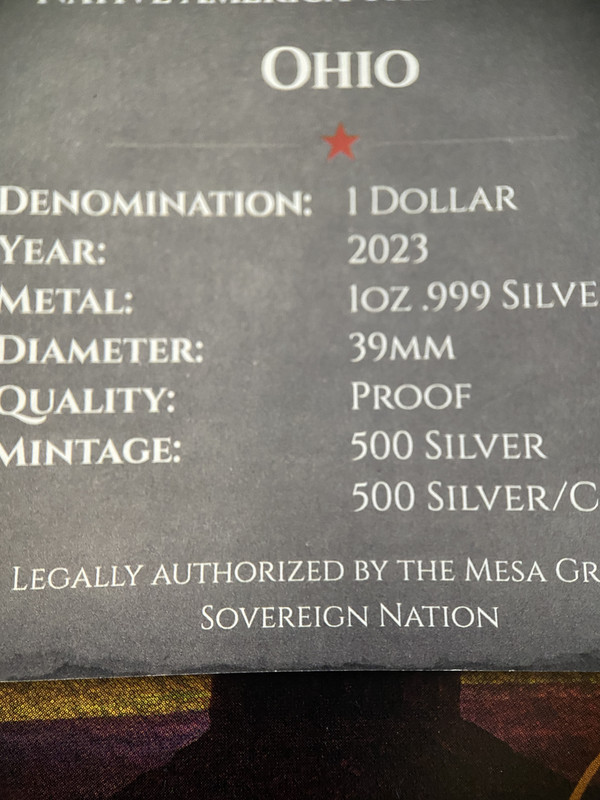 Ohio
Denomination: 1 Dollar
Year: 2023
Metal: 1oz .999 Silve
Diameter: 39mm
Quality: Proof
Mintage: 500 Silver
500 Silver/C
Legally authorized by the Mesa Gr
Sovereign Nation